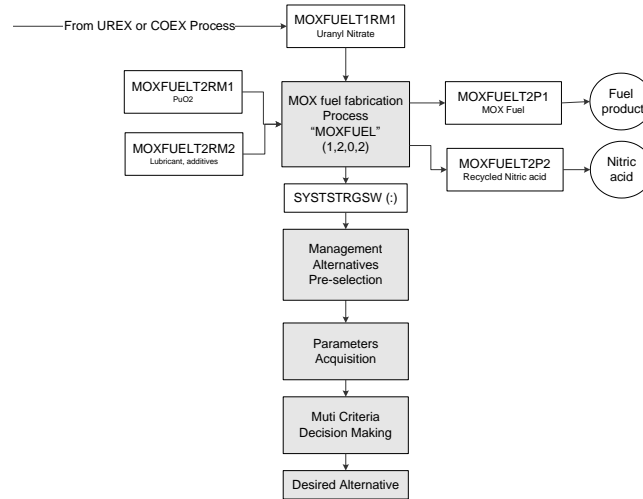 From UREX or COEX Process
MOXFUELT1RM1
Uranyl Nitrate
MOXFUELT2RM1
PuO2
MOXFUELT2RM2
Lubricant, additives
MOX fuel fabrication
Process
“MOXFUEL”
(1,2,0,2)
MOXFUELT2P1
MOX Fuel
Fuel
product
MOXFUELT2P2
Recycled Nitric acid
Nitric
acid
SYSTSTRGSW (:)
Management
Alternatives
Pre-selection
Parameters
Acquisition
Muti Criteria
Decision Making
Desired Alternative